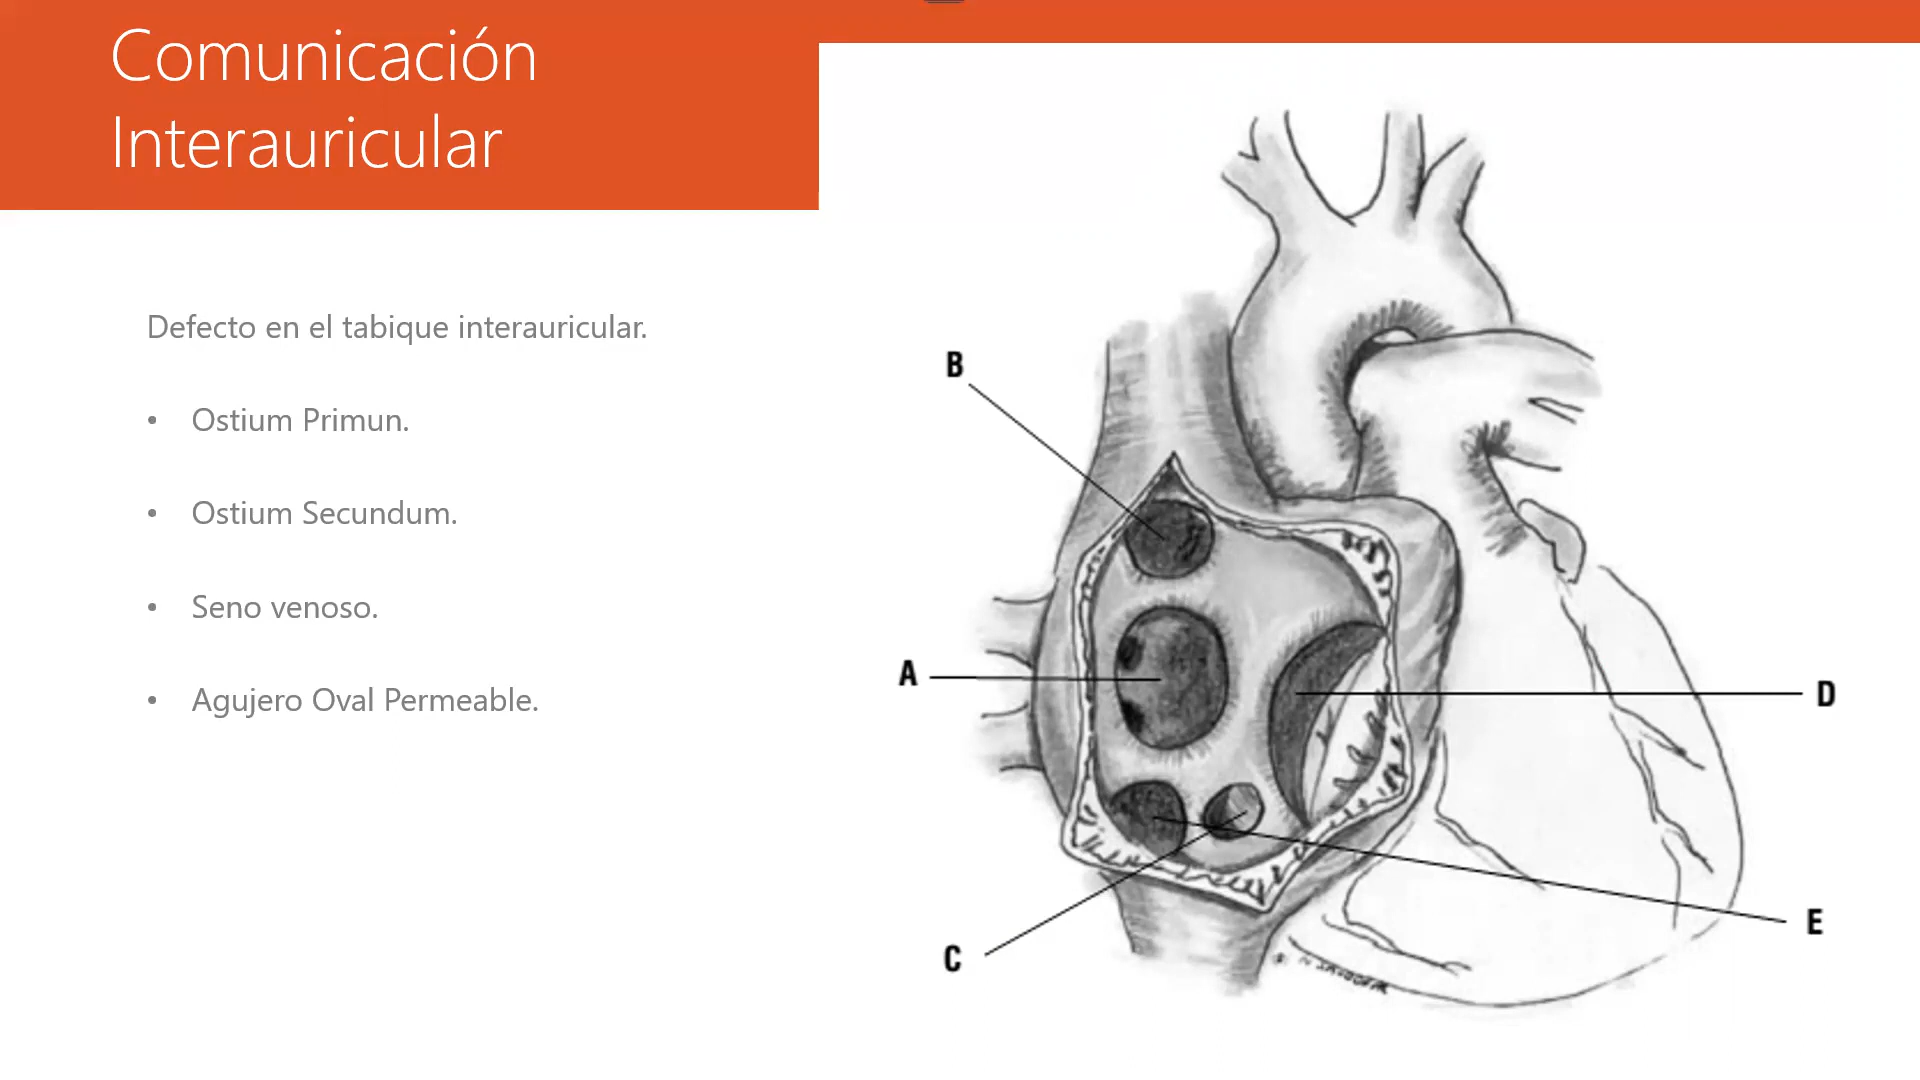 Comunicación
Interauricular
Defecto en el tabique interauricular.
• Ostium Primun.
• Ostium Secundum.
• Seno venoso.
• Agujero Oval Permeable.
B
A
D
E
C